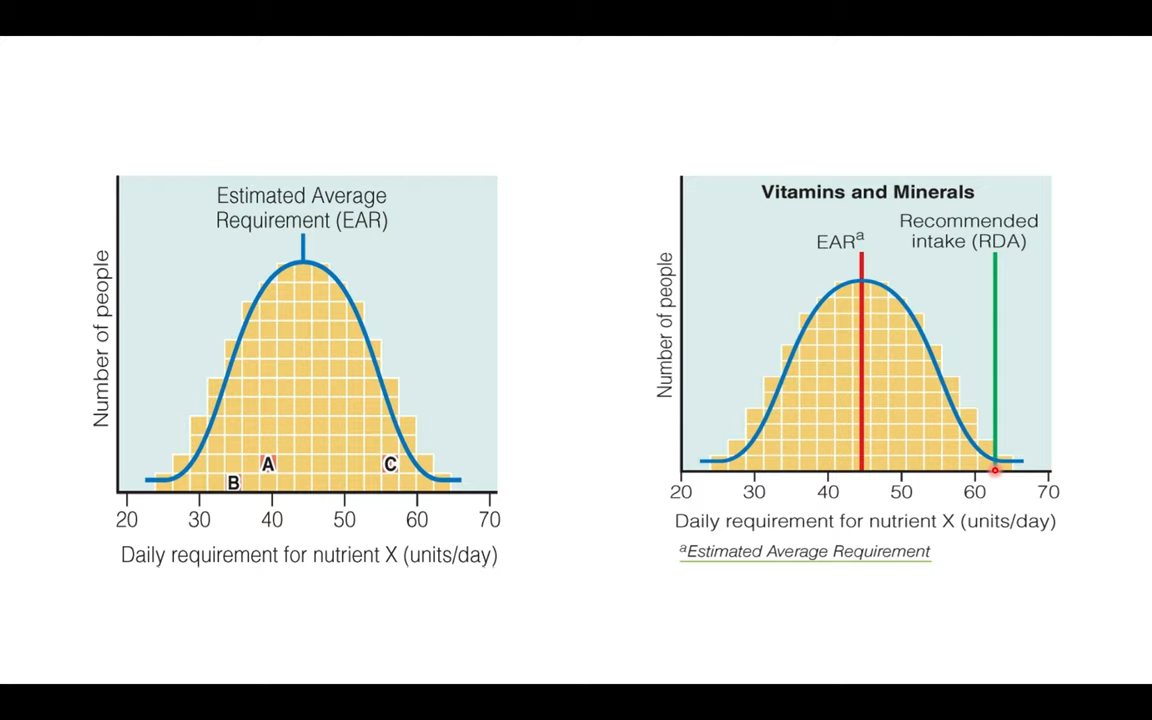 Estimated Average
Requirement (EAR)
Number of people
A
B
C
20 30 40 50 60 70
Daily requirement for nutrient X (units/day)
Vitamins and Minerals
Recommended
intake (RDA)
EARᵃ
Number of people
20 30 40 50 60 70
Daily requirement for nutrient X (units/day)
ᵃEstimated Average Requirement